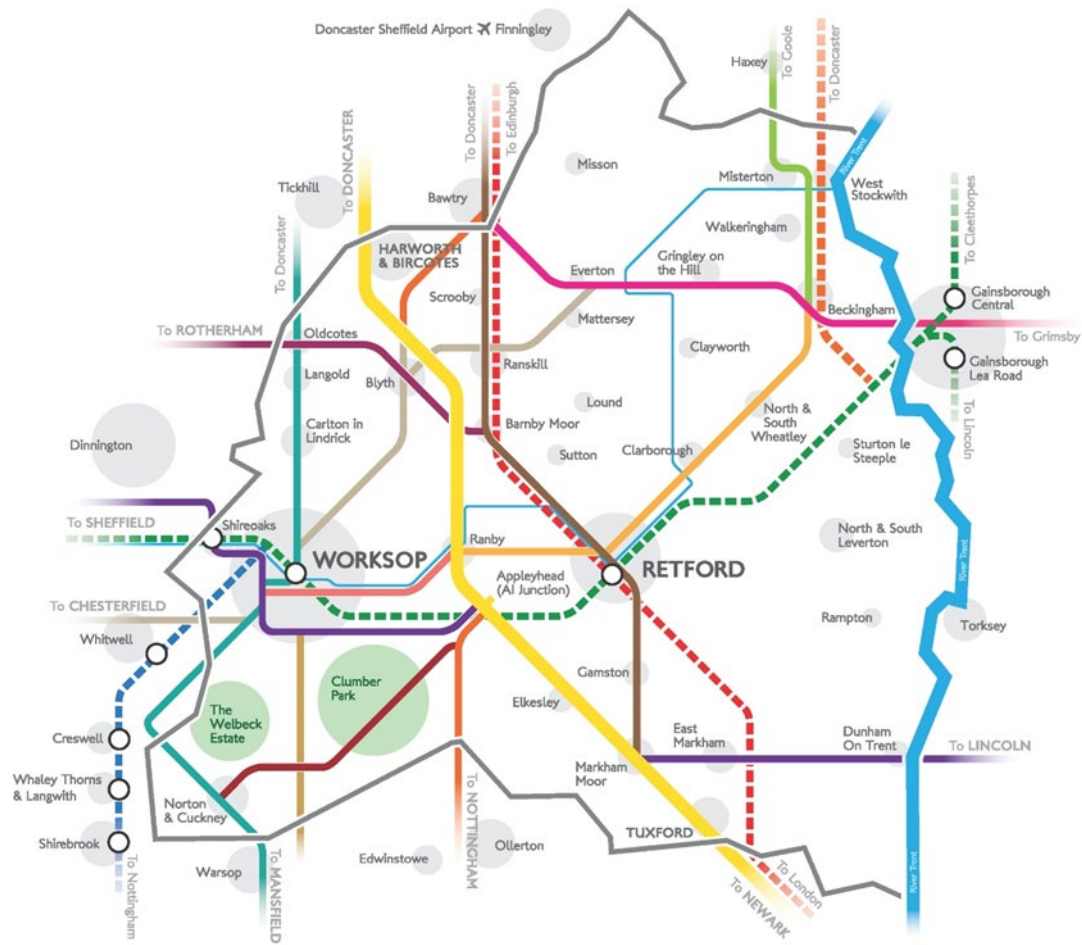 Doncaster Sheffield Airport ✈ Finningley
Haxey
To Goole
To Doncaster
To DONCASTER
To Doncaster
To Edinburgh
River Trent
Misson
Misterton
West
Stockwith
Tickhill
Bawtry
To Cleethorpes
To Doncaster
HARWORTH
& BIRCOTES
Walkeringham
Gringley on
the Hill
Everton
Scrooby
Gainsborough
Central
Beckingham
To ROTHERHAM
Oldcotes
Mattersey
To Grimsby
Langold
Blyth
Ranskill
Clayworth
Gainsborough
Lea Road
Lound
North &
South
Wheatley
To Lincoln
Carlton in
Lindrick
Barnby Moor
Dinnington
Sutton
Clarborough
Sturton le
Steeple
To SHEFFIELD
Shireoaks
WORKSOP
Ranby
RETFORD
North & South
Leverton
River Trent
Appleyhead
(A1 Junction)
To CHESTERFIELD
Whitwell
Rampton
Torksey
Clumber
Park
Gamston
The
Welbeck
Estate
Elkesley
Creswell
East
Markham
Dunham
On Trent
To LINCOLN
Markham
Moor
Whaley Thorns
& Langwith
Norton
& Cuckney
To NOTTINGHAM
TUXFORD
Shirebrook
Edwinstowe
Ollerton
Warsop
To Nottingham
To MANSFIELD
To NEWARK
To London
River Trent